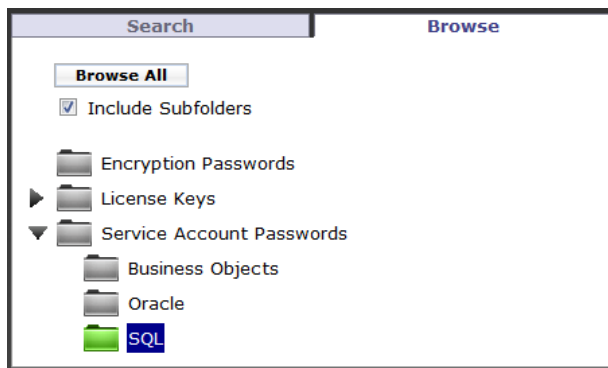 Search Browse
Browse All
Include Subfolders
Encryption Passwords
License Keys
Service Account Passwords
Business Objects
Oracle
SQL